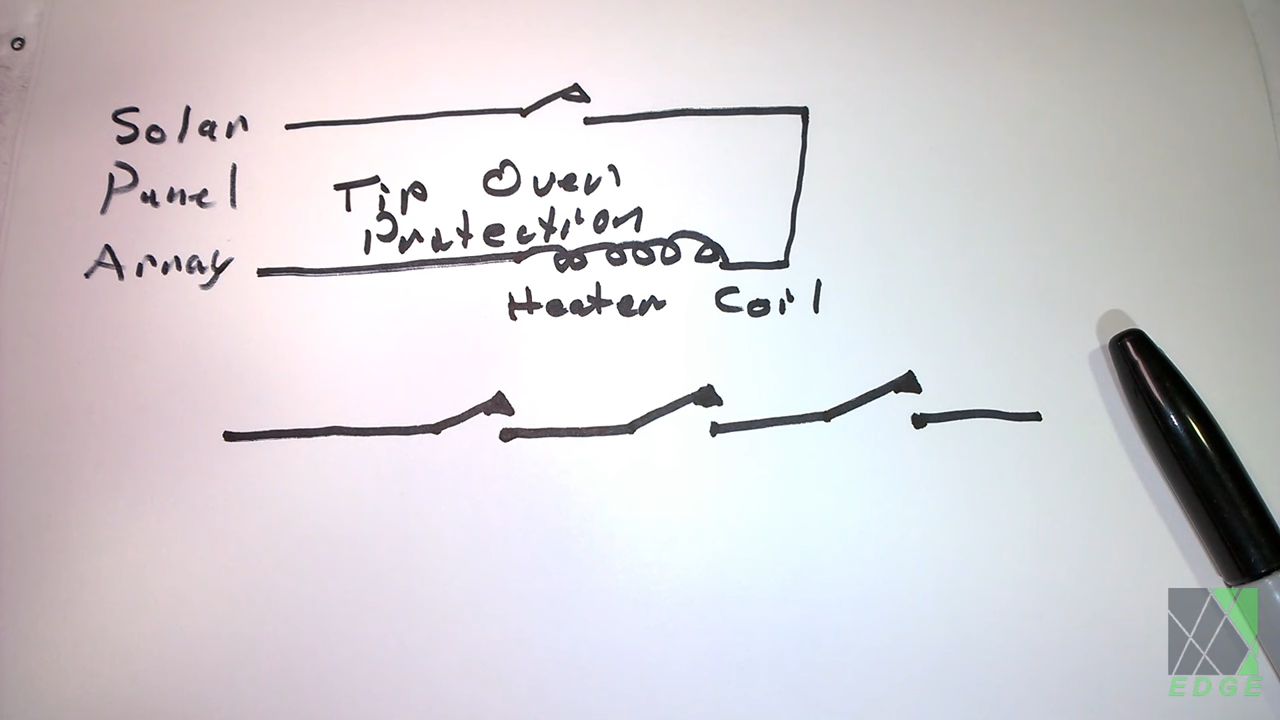 Solar
Panel
Array
Tip Over
Protection
Heater Coil
EDGE